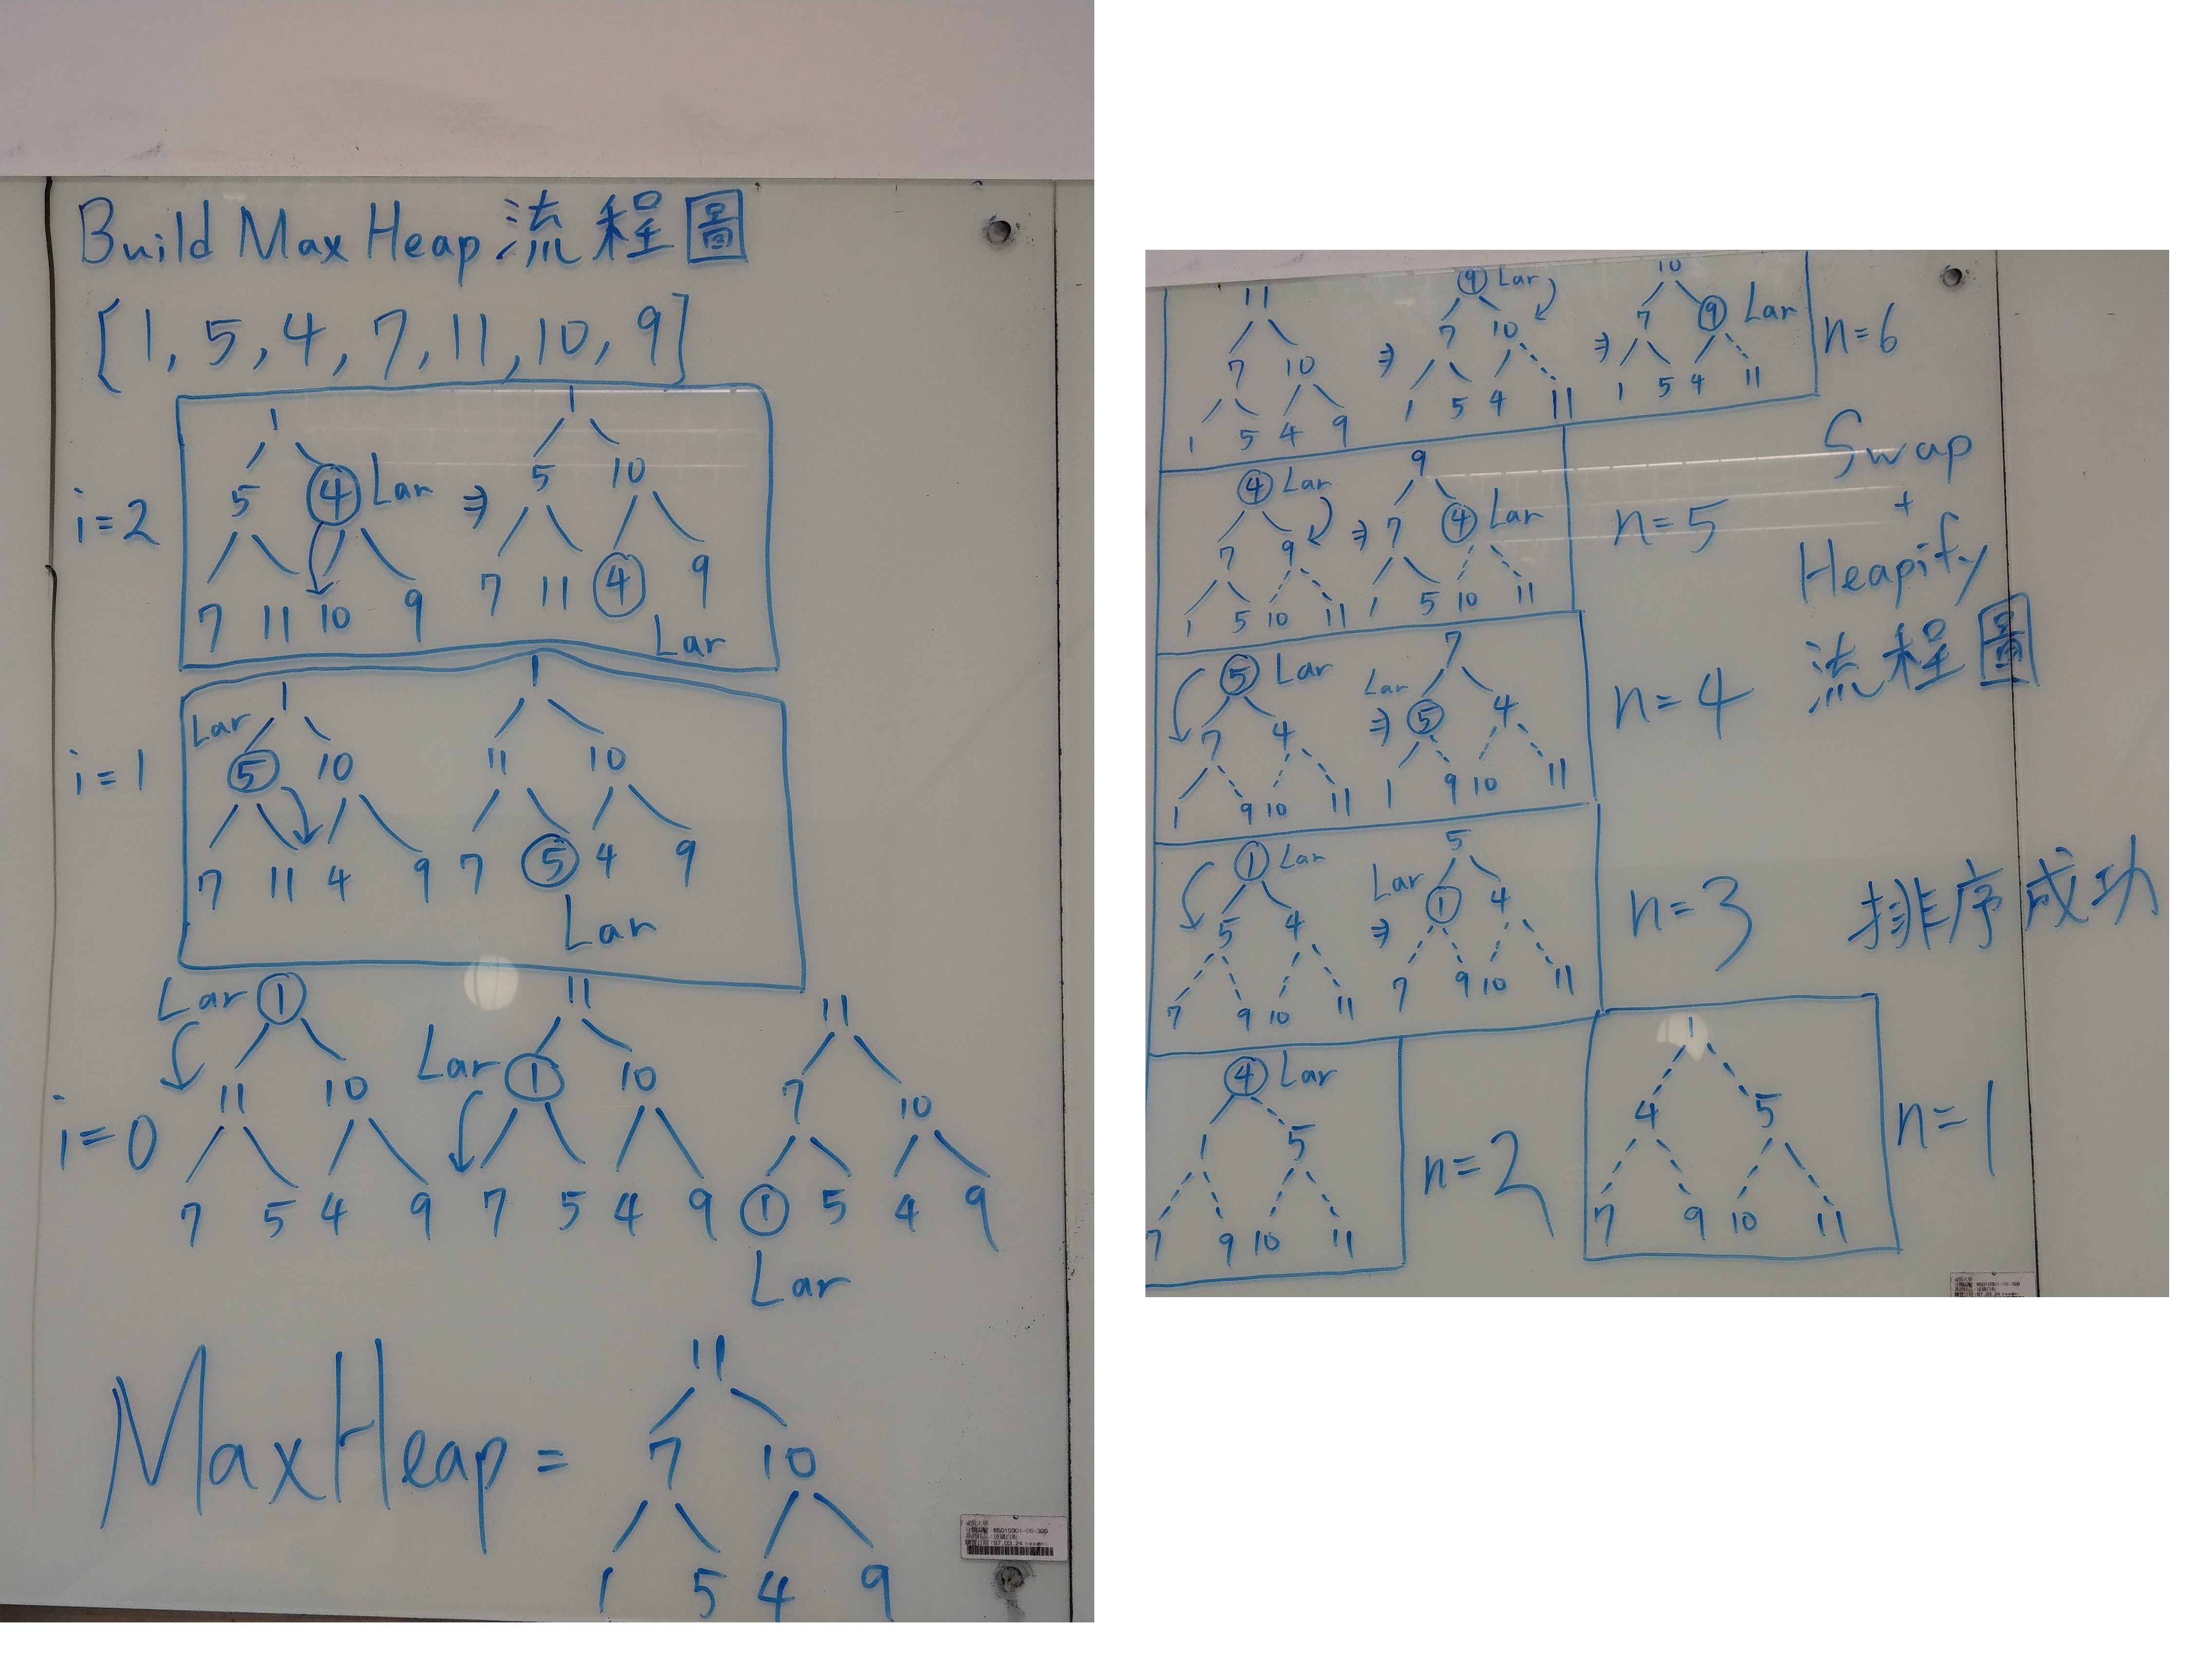 Build Max Heap 流程圖
[1, 5, 4, 7, 11, 10, 9]
i=2
1 1
5 ④ Lar ⇒ 5 10
7 11 10 9 7 11 ④ 9
Lar
i=1
1 1
Lar ⑤ 10 11 10
7 11 4 9 7 ⑤ 4 9
Lar
i=0
Lar ① 11 11
11 10 Lar ① 10 7 10
7 5 4 9 7 5 4 9 ① 5 4 9
Lar
MaxHeap =
11
7 10
1 5 4 9
11 ⑨ Lar 10
7 10 ⇒ 7 10 ⇒ 7 ⑨ Lar
1 5 4 9 1 5 4 11 1 5 4 11
n=6
④ Lar 9
7 9 ⇒ 7 ④ Lar
1 5 10 11 1 5 10 11
n=5
⑤ Lar 7
7 4 ⇒ Lar ⑤ 4
1 9 10 11 1 9 10 11
n=4
① Lar 5
5 4 ⇒ Lar ① 4
7 9 10 11 7 9 10 11
n=3
④ Lar
1 5
7 9 10 11
n=2
1
4 5
7 9 10 11
n=1
Swap
+
Heapify
流程圖
排序成功